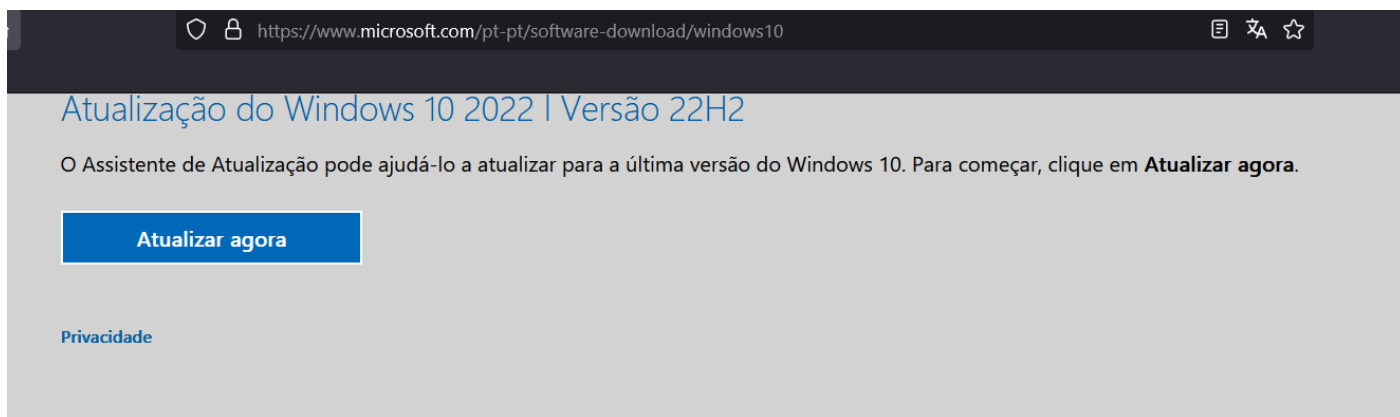 https://www.microsoft.com/pt-pt/software-download/windows10
Atualização do Windows 10 2022 | Versão 22H2
O Assistente de Atualização pode ajudá-lo a atualizar para a última versão do Windows 10. Para começar, clique em Atualizar agora.
Atualizar agora
Privacidade